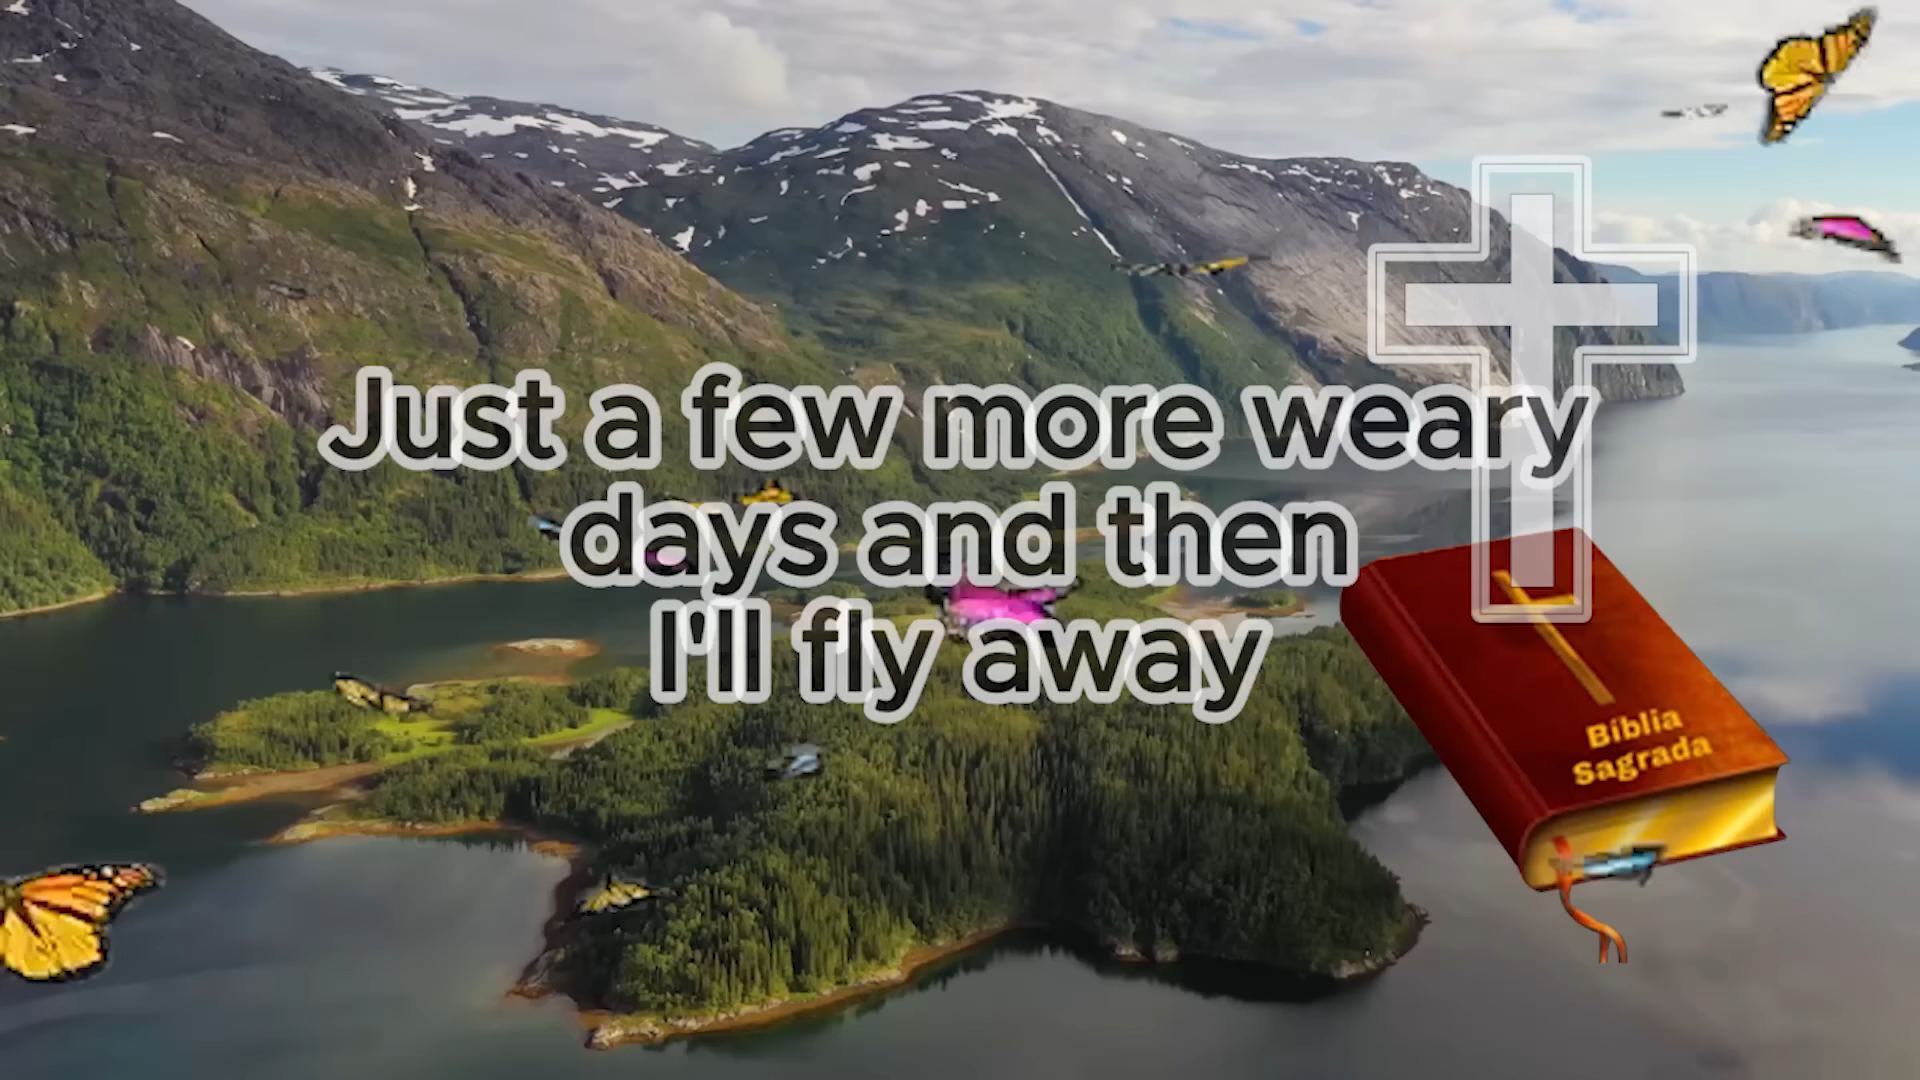 Just a few more weary
days and then
I'll fly away
Bíblia
Sagrada